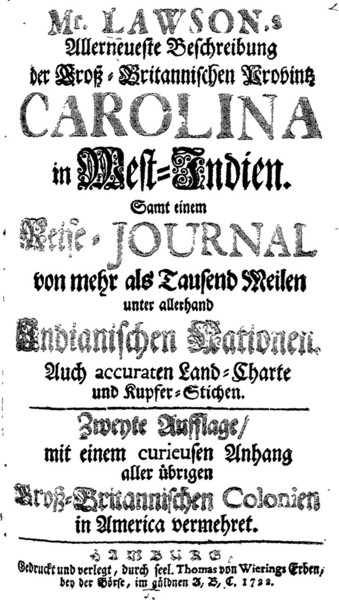 Mr. LAWSON,s
Allerneueste Beschreibung
der Groß-Britannischen Provintz
CAROLINA
in West-Indien.
Samt einem
Reise-JOURNAL
von mehr als Tausend Meilen
unter allerhand
Indianischen Nationen.
Auch accuraten Land-Charte
und Kupfer-Stichen.
Zweyte Aufflage/
mit einem curieusen Anhang
aller übrigen
Groß-Britannischen Colonien
in America vermehret.
HAMBURG,
Gedruckt und verlegt, durch seel. Thomas von Wierings Erben,
bey der Börse, im güldnen A, B, C. 1722.